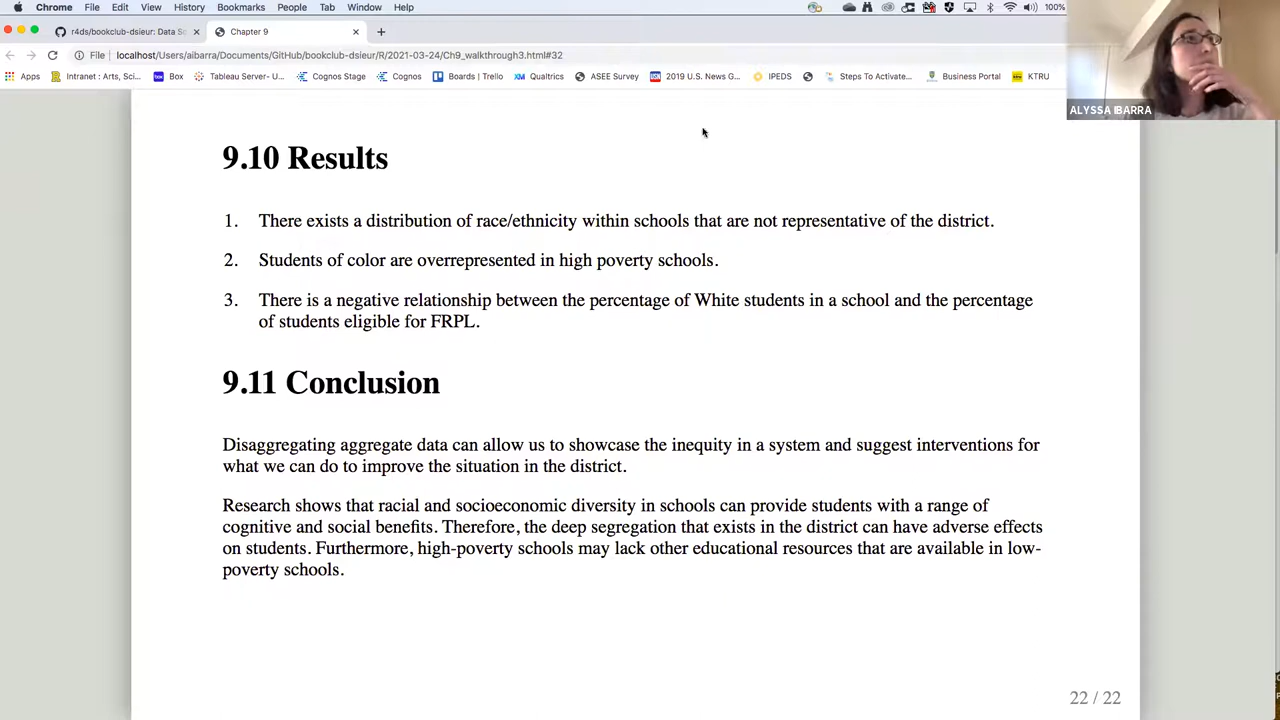 Chrome File Edit View History Bookmarks People Tab Window Help 100%
r4ds/bookclub-dsieur: Data S
Chapter 9
File localhost/Users/aibarra/Documents/GitHub/bookclub-dsieur/R/2021-03-24/Ch9_walkthrough3.html#32
Apps Intranet : Arts, Sci... Box Tableau Server- U... Cognos Stage Cognos Boards | Trello Qualtrics ASEE Survey 2019 U.S. News G... IPEDS Steps To Activate... Business Portal KTRU
ALYSSA IBARRA
9.10 Results
1. There exists a distribution of race/ethnicity within schools that are not representative of the district.
2. Students of color are overrepresented in high poverty schools.
3. There is a negative relationship between the percentage of White students in a school and the percentage
of students eligible for FRPL.
9.11 Conclusion
Disaggregating aggregate data can allow us to showcase the inequity in a system and suggest interventions for
what we can do to improve the situation in the district.
Research shows that racial and socioeconomic diversity in schools can provide students with a range of
cognitive and social benefits. Therefore, the deep segregation that exists in the district can have adverse effects
on students. Furthermore, high-poverty schools may lack other educational resources that are available in low-
poverty schools.
22 / 22